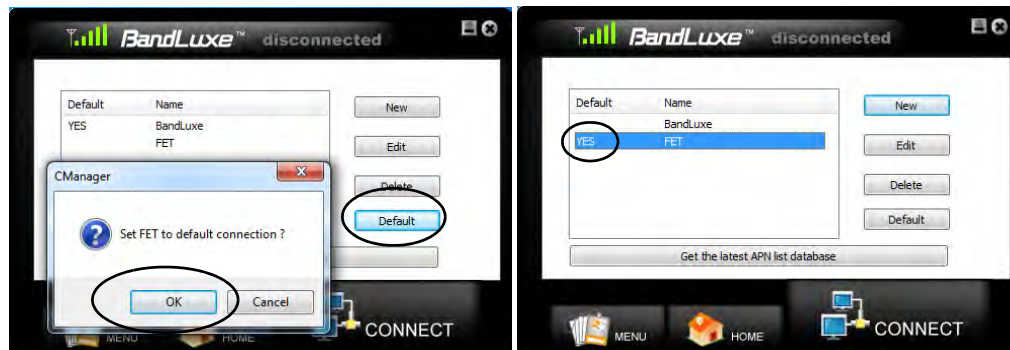 BandLuxe™ disconnected
Default Name
YES BandLuxe
FET
New
Edit
Delete
Default
CManager
Set FET to default connection ?
OK Cancel
MENU HOME CONNECT
BandLuxe™ disconnected
Default Name
BandLuxe
YES FET
New
Edit
Delete
Default
Get the latest APN list database
MENU HOME CONNECT